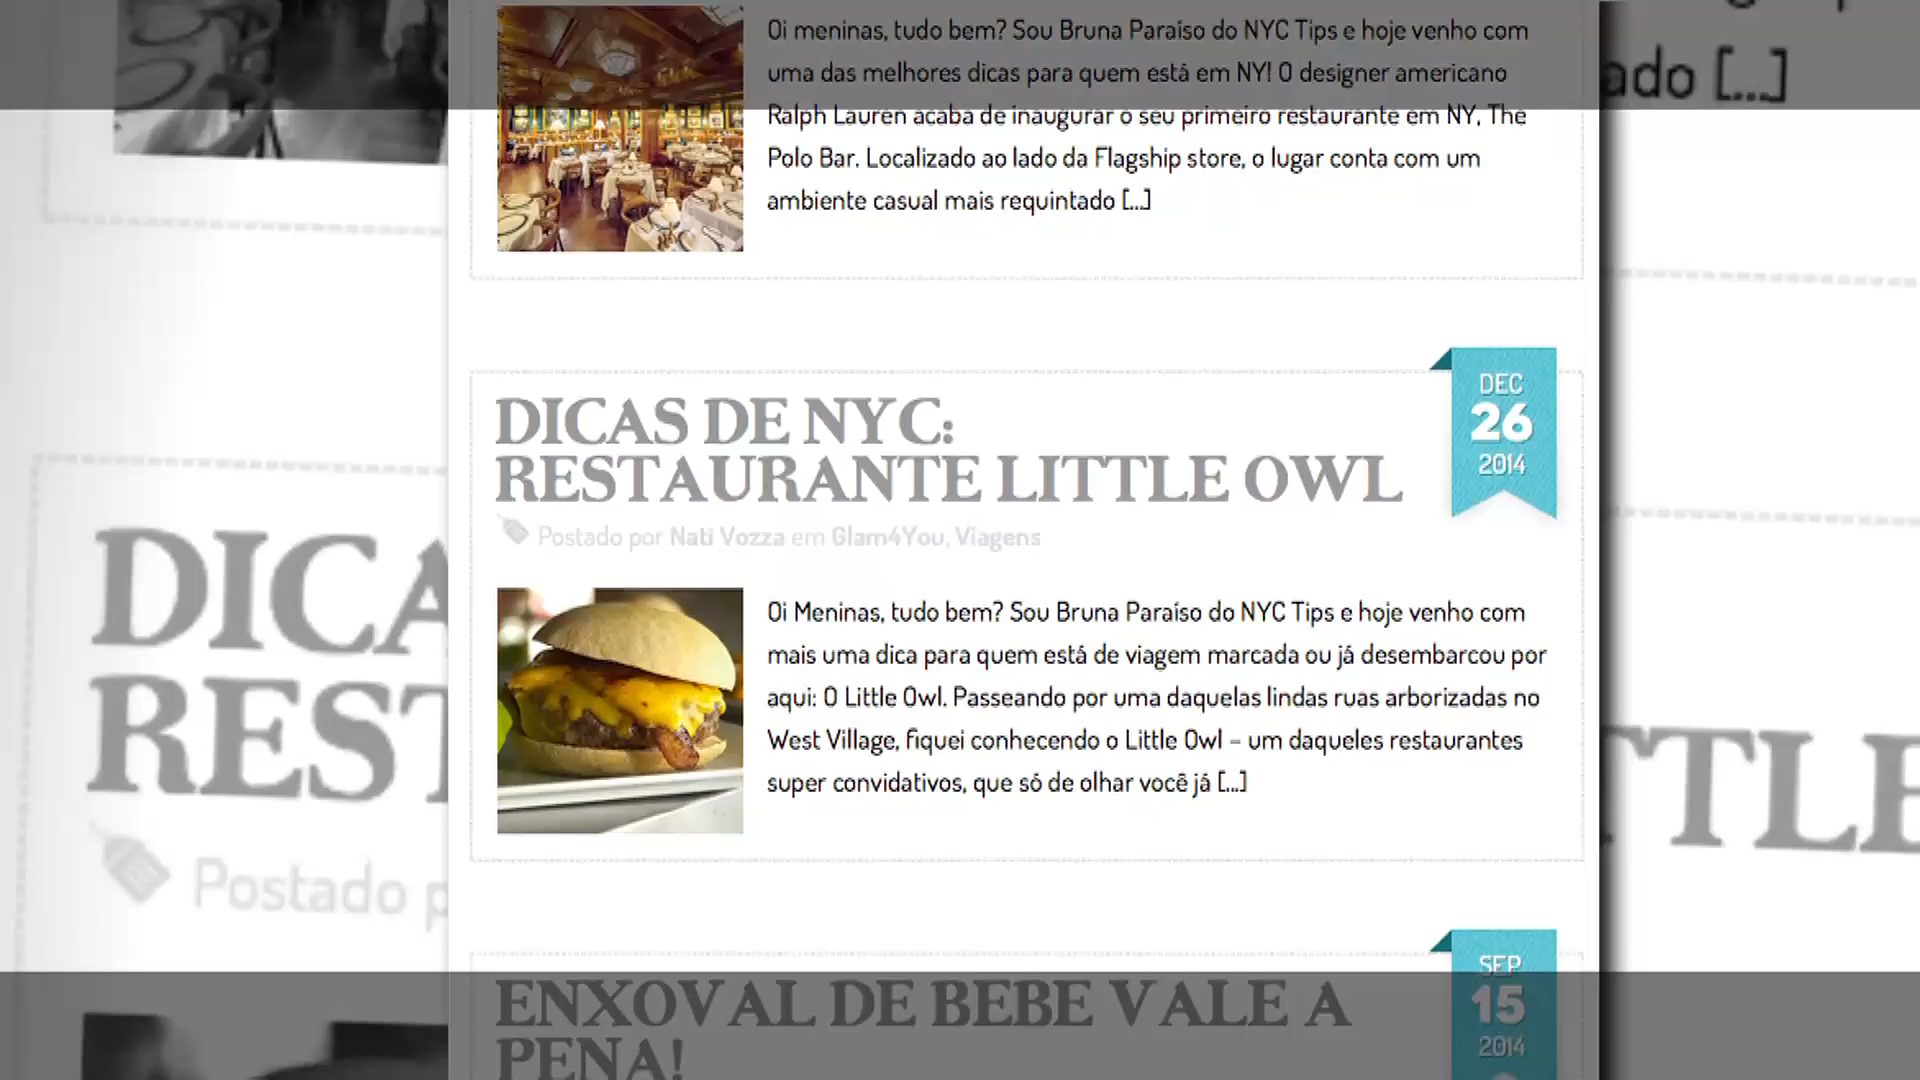 Oi meninas, tudo bem? Sou Bruna Paraíso do NYC Tips e hoje venho com
uma das melhores dicas para quem está em NY! O designer americano
Ralph Lauren acaba de inaugurar o seu primeiro restaurante em NY, The
Polo Bar. Localizado ao lado da Flagship store, o lugar conta com um
ambiente casual mais requintado [...]
ado [...]
DEC
26
2014
DICAS DE NYC:
RESTAURANTE LITTLE OWL
Postado por Nati Vozza em Glam4You, Viagens
Oi Meninas, tudo bem? Sou Bruna Paraíso do NYC Tips e hoje venho com
mais uma dica para quem está de viagem marcada ou já desembarcou por
aqui: O Little Owl. Passeando por uma daquelas lindas ruas arborizadas no
West Village, fiquei conhecendo o Little Owl – um daqueles restaurantes
super convidativos, que só de olhar você já [...]
DICA
REST
Postado p
TTLE
SEP
15
2014
ENXOVAL DE BEBE VALE A
PENA!